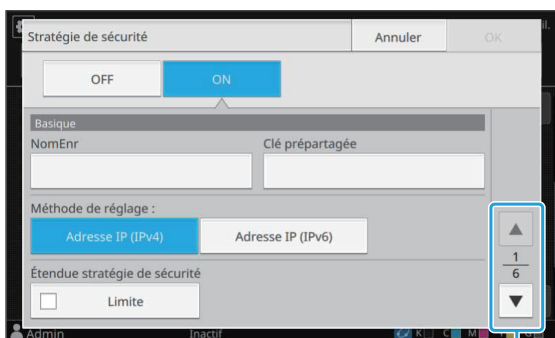 Stratégie de sécurité Annuler OK
OFF ON
Basique
NomEnr Clé prépartagée
Méthode de réglage :
Adresse IP (IPv4) Adresse IP (IPv6)
1
6
Étendue stratégie de sécurité
Limite
Admin Inactif K C M